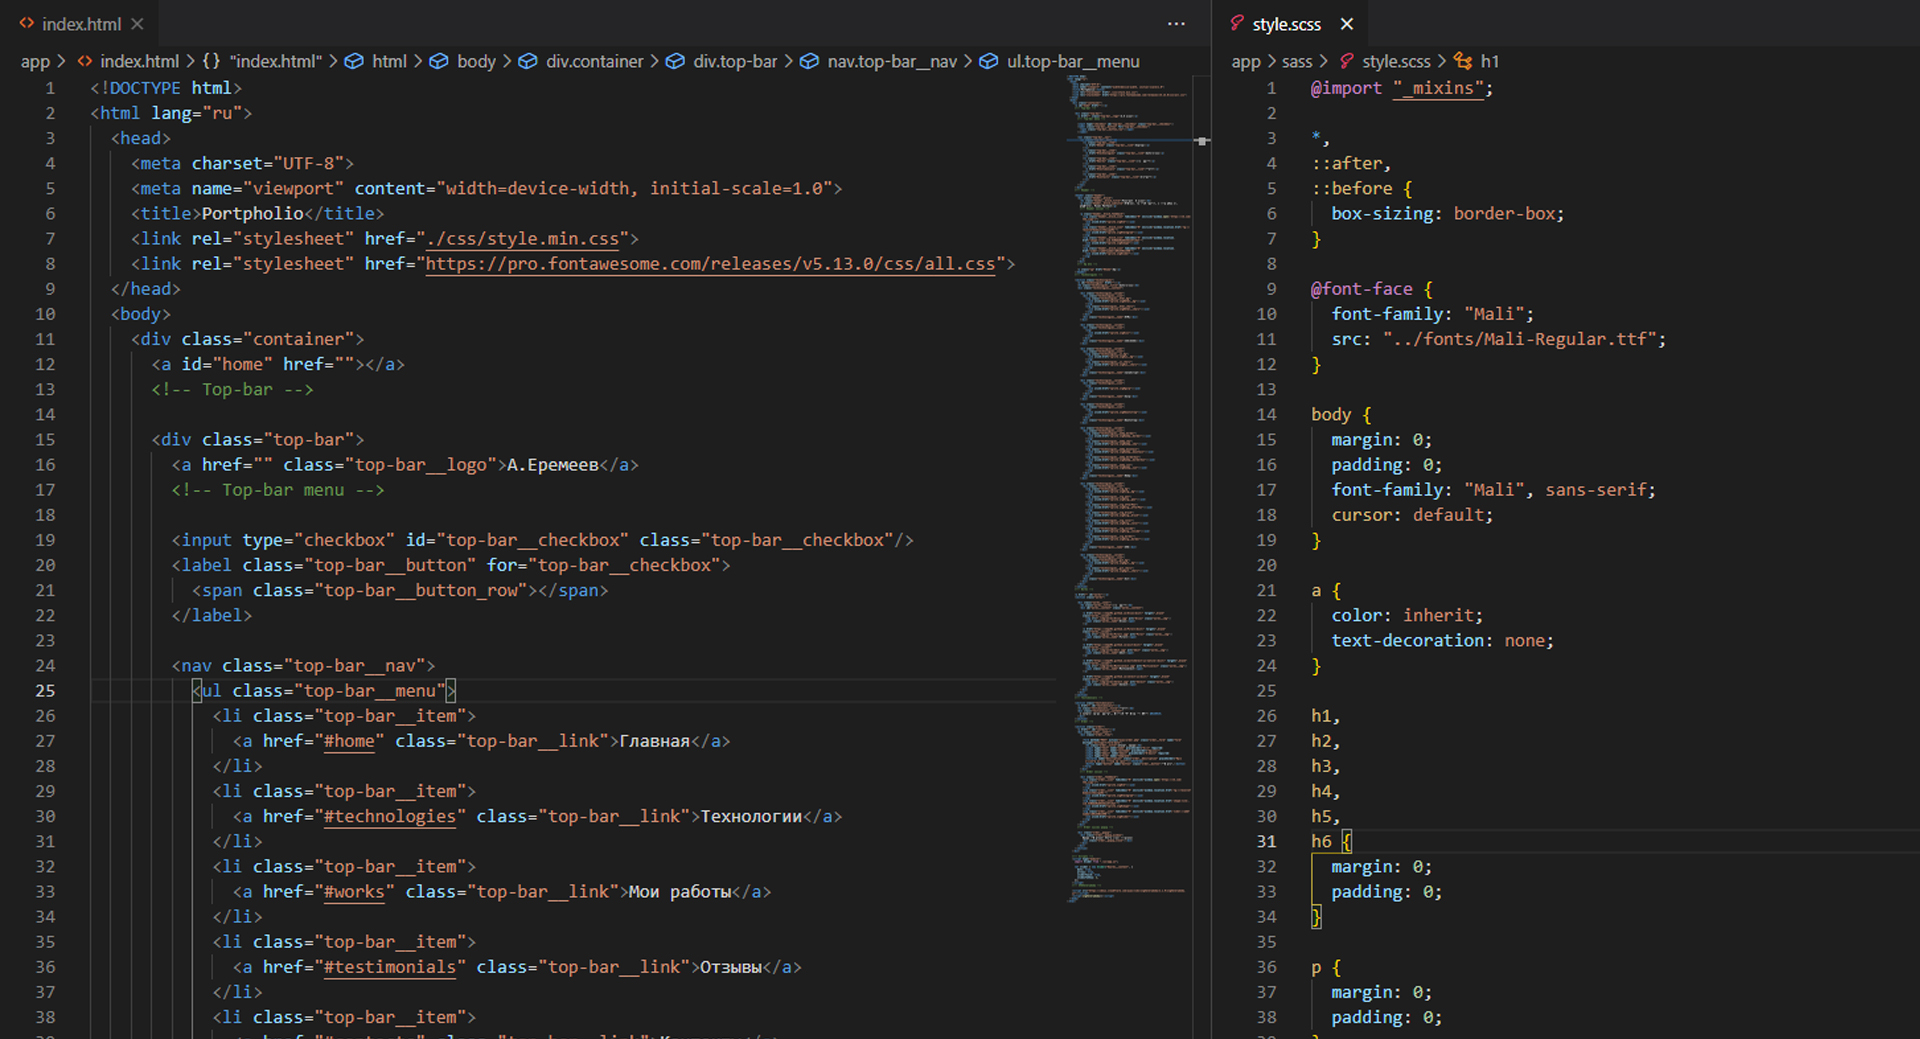 index.html
app > index.html > {} "index.html" > html > body > div.container > div.top-bar > nav.top-bar__nav > ul.top-bar__menu
1 <!DOCTYPE html>
2 <html lang="ru">
3 <head>
4 <meta charset="UTF-8">
5 <meta name="viewport" content="width=device-width, initial-scale=1.0">
6 <title>Portpholio</title>
7 <link rel="stylesheet" href="./css/style.min.css">
8 <link rel="stylesheet" href="https://pro.fontawesome.com/releases/v5.13.0/css/all.css">
9 </head>
10 <body>
11 <div class="container">
12 <a id="home" href=""></a>
13 <!-- Top-bar -->
14
15 <div class="top-bar">
16 <a href="" class="top-bar__logo">А.Еремеев</a>
17 <!-- Top-bar menu -->
18
19 <input type="checkbox" id="top-bar__checkbox" class="top-bar__checkbox"/>
20 <label class="top-bar__button" for="top-bar__checkbox">
21 <span class="top-bar__button_row"></span>
22 </label>
23
24 <nav class="top-bar__nav">
25 <ul class="top-bar__menu">
26 <li class="top-bar__item">
27 <a href="#home" class="top-bar__link">Главная</a>
28 </li>
29 <li class="top-bar__item">
30 <a href="#technologies" class="top-bar__link">Технологии</a>
31 </li>
32 <li class="top-bar__item">
33 <a href="#works" class="top-bar__link">Мои работы</a>
34 </li>
35 <li class="top-bar__item">
36 <a href="#testimonials" class="top-bar__link">Отзывы</a>
37 </li>
38 <li class="top-bar__item">
style.scss
app > sass > style.scss > h1
1 @import "_mixins";
2
3 *,
4 ::after,
5 ::before {
6 box-sizing: border-box;
7 }
8
9 @font-face {
10 font-family: "Mali";
11 src: "../fonts/Mali-Regular.ttf";
12 }
13
14 body {
15 margin: 0;
16 padding: 0;
17 font-family: "Mali", sans-serif;
18 cursor: default;
19 }
20
21 a {
22 color: inherit;
23 text-decoration: none;
24 }
25
26 h1,
27 h2,
28 h3,
29 h4,
30 h5,
31 h6 {
32 margin: 0;
33 padding: 0;
34 }
35
36 p {
37 margin: 0;
38 padding: 0;